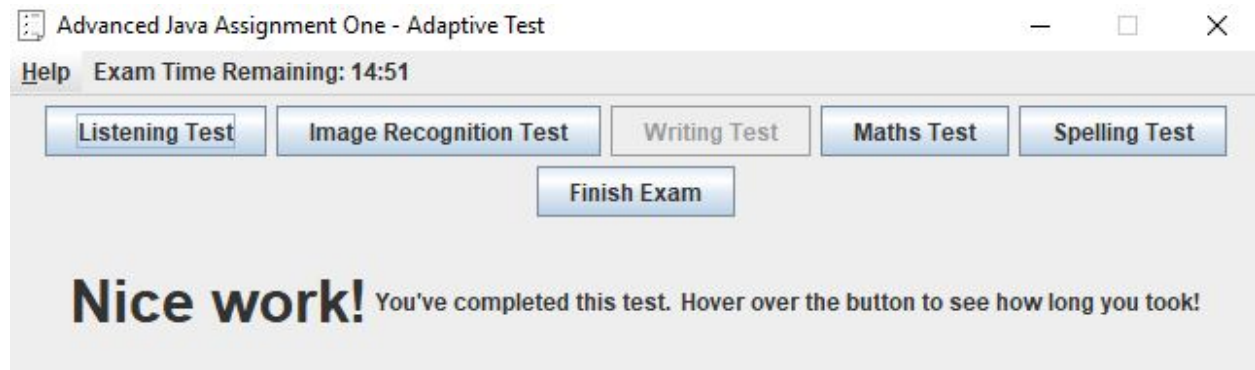 Advanced Java Assignment One - Adaptive Test
Help Exam Time Remaining: 14:51
Listening Test Image Recognition Test Writing Test Maths Test Spelling Test
Finish Exam
Nice work! You've completed this test. Hover over the button to see how long you took!